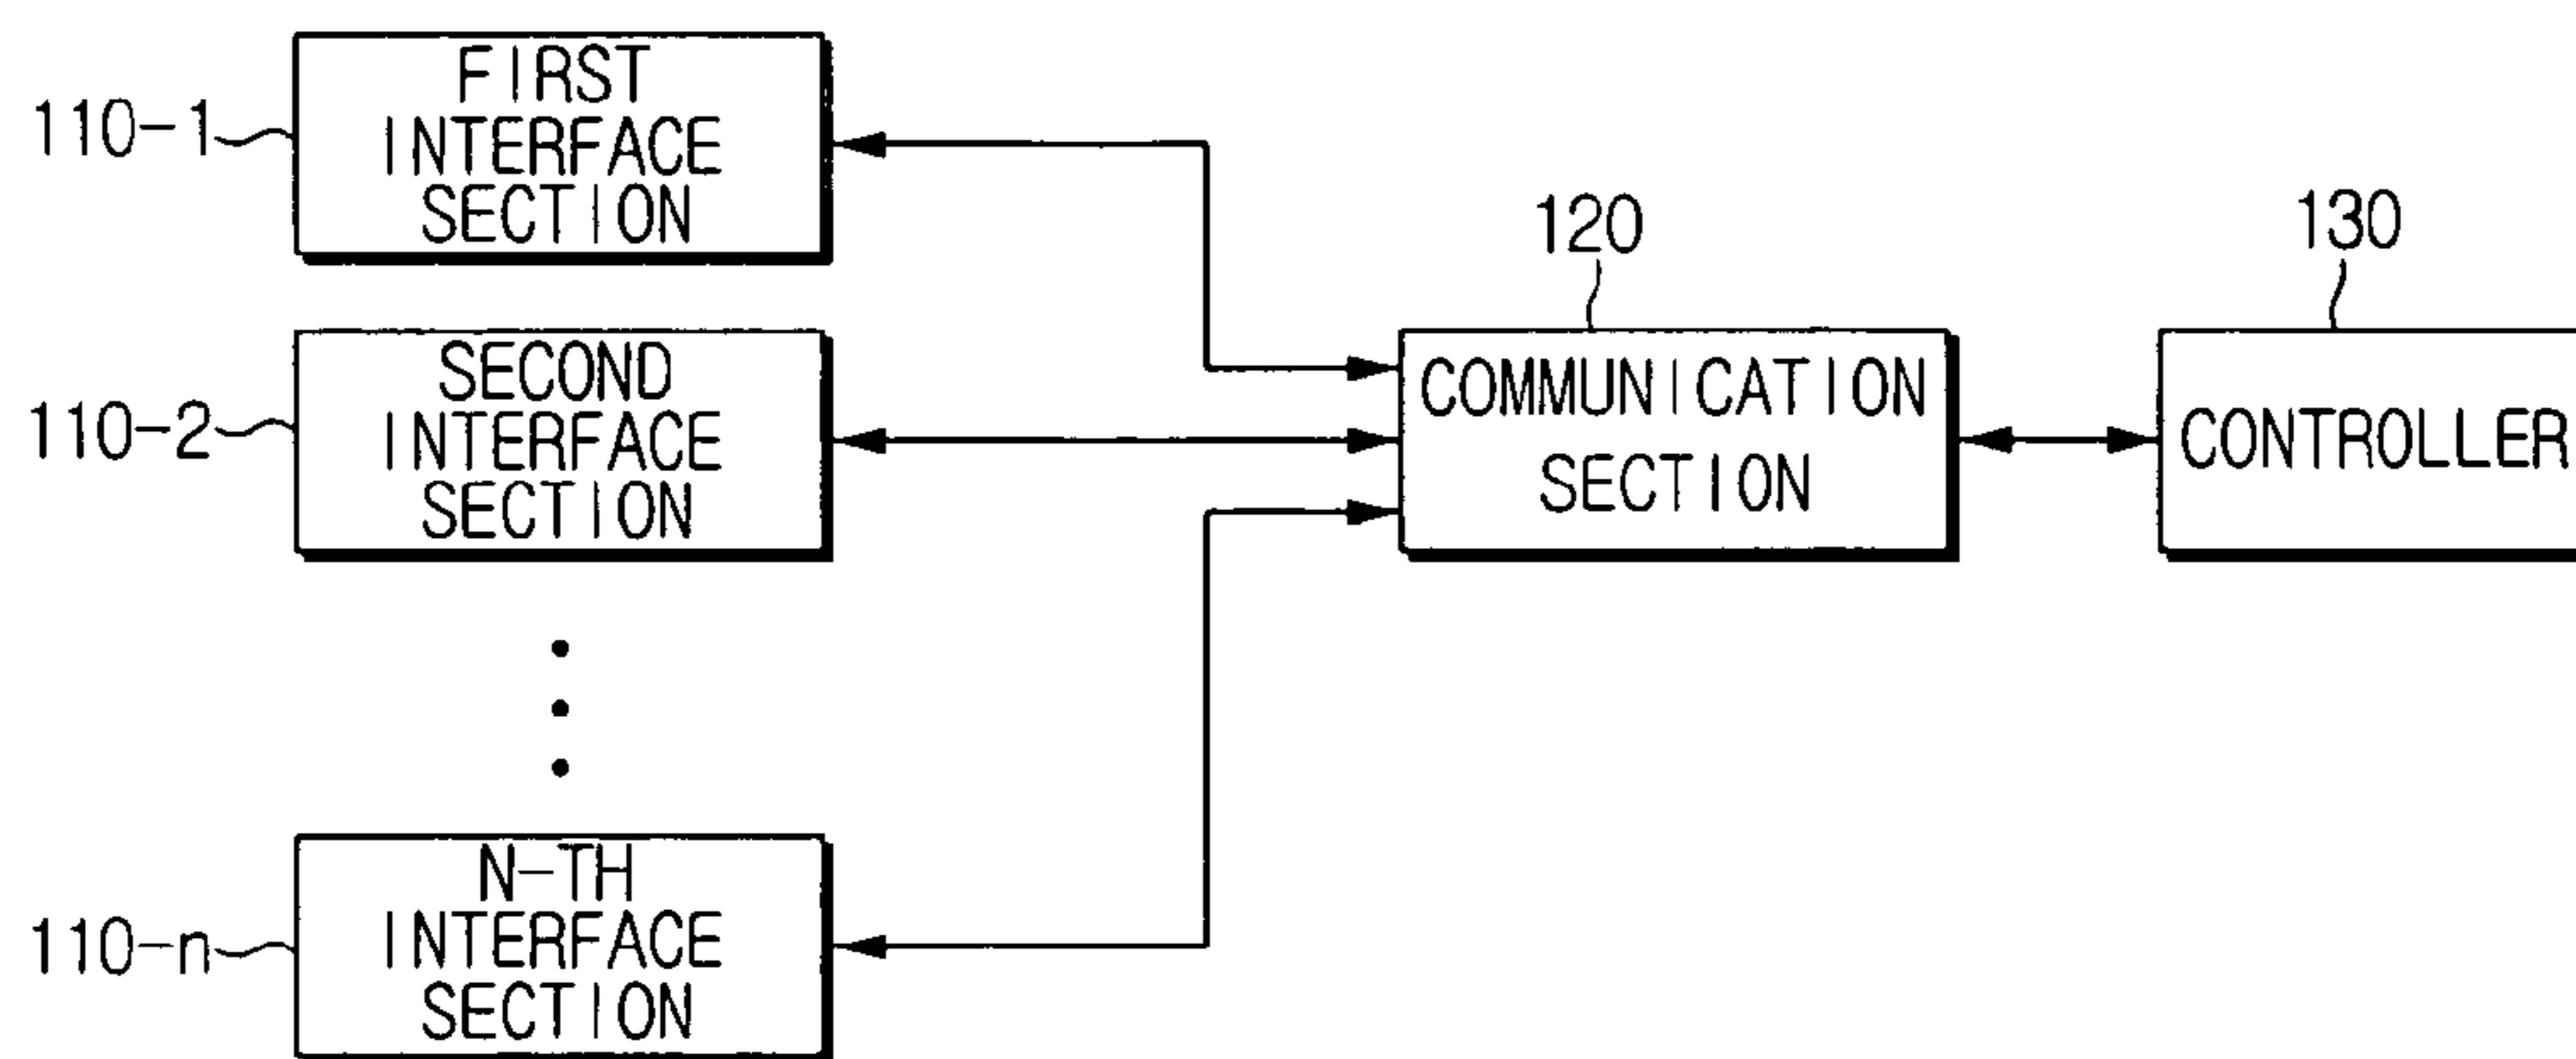 110-1
FIRST
INTERFACE
SECTION
110-2
SECOND
INTERFACE
SECTION
110-n
N-TH
INTERFACE
SECTION
120
COMMUNICATION
SECTION
130
CONTROLLER